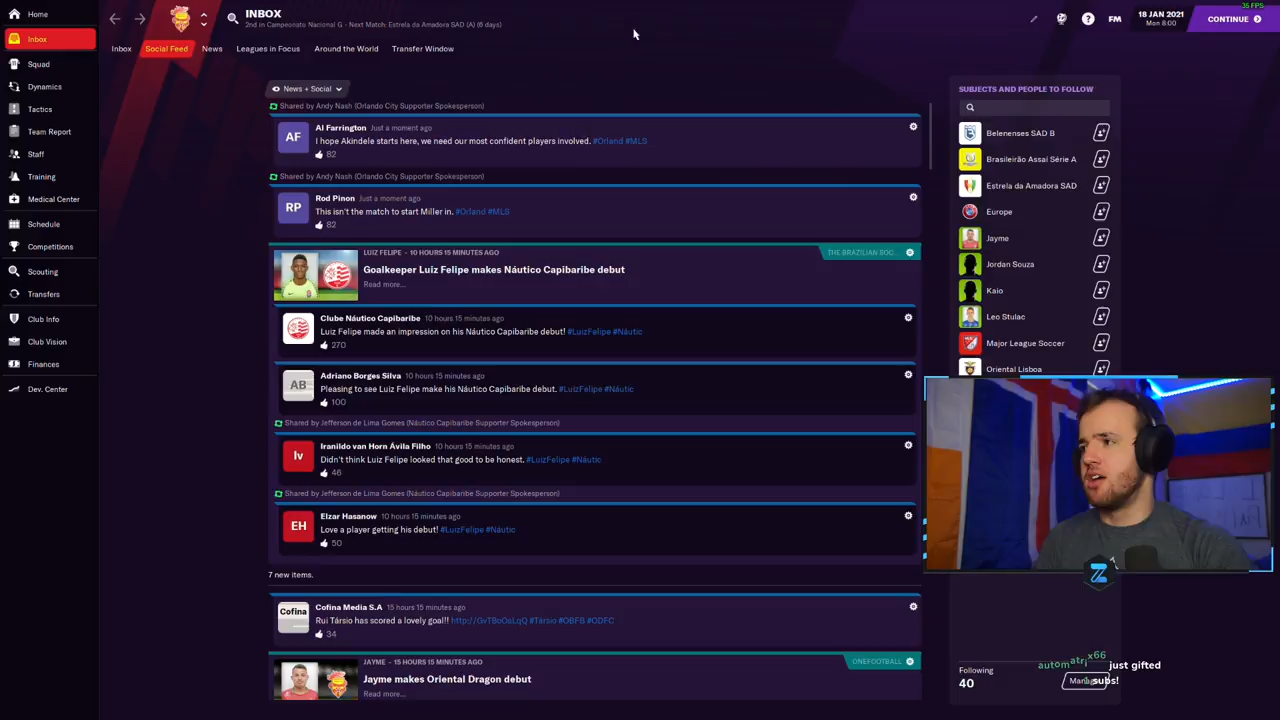 35 FPS
Home
INBOX
2nd in Campeonato Nacional G - Next Match: Estrela da Amadora SAD (A) (6 days)
FM
18 JAN 2021
Mon 8:00
CONTINUE
Inbox
Inbox
Social Feed
News
Leagues in Focus
Around the World
Transfer Window
Squad
Dynamics
Tactics
Team Report
Staff
Training
Medical Center
Schedule
Competitions
Scouting
Transfers
Club Info
Club Vision
Finances
Dev. Center
News + Social
Shared by Andy Nash (Orlando City Supporter Spokesperson)
AF
Al Farrington Just a moment ago
I hope Akindele starts here, we need our most confident players involved. #Orland #MLS
82
Shared by Andy Nash (Orlando City Supporter Spokesperson)
RP
Rod Pinon Just a moment ago
This isn't the match to start Miller in. #Orland #MLS
82
LUIZ FELIPE - 10 HOURS 15 MINUTES AGO
THE BRAZILIAN SOC.
Goalkeeper Luiz Felipe makes Náutico Capibaribe debut
Read more...
Clube Náutico Capibaribe 10 hours 15 minutes ago
Luiz Felipe made an impression on his Náutico Capibaribe debut! #LuizFelipe #Náutic
270
AB
Adriano Borges Silva 10 hours 15 minutes ago
Pleasing to see Luiz Felipe make his Náutico Capibaribe debut. #LuizFelipe #Náutic
100
Shared by Jefferson de Lima Gomes (Náutico Capibaribe Supporter Spokesperson)
Iv
Iranildo van Horn Ávila Filho 10 hours 15 minutes ago
Didn't think Luiz Felipe looked that good to be honest. #LuizFelipe #Náutic
46
Shared by Jefferson de Lima Gomes (Náutico Capibaribe Supporter Spokesperson)
EH
Elzar Hasanow 10 hours 15 minutes ago
Love a player getting his debut! #LuizFelipe #Náutic
50
7 new items.
Cofina
Cofina Media S.A 15 hours 15 minutes ago
Rui Társio has scored a lovely goal!! http://GvTBoOaLqQ #Társio #OBFB #ODFC
34
JAYME - 15 HOURS 15 MINUTES AGO
ONEFOOTBALL
Jayme makes Oriental Dragon debut
Read more...
SUBJECTS AND PEOPLE TO FOLLOW
Belenenses SAD B
Brasileirão Assaí Série A
Estrela da Amadora SAD
Europe
Jayme
Jordan Souza
Kaio
Leo Stulac
Major League Soccer
Oriental Lisboa
Following
40
automatrix66 just gifted
subs!